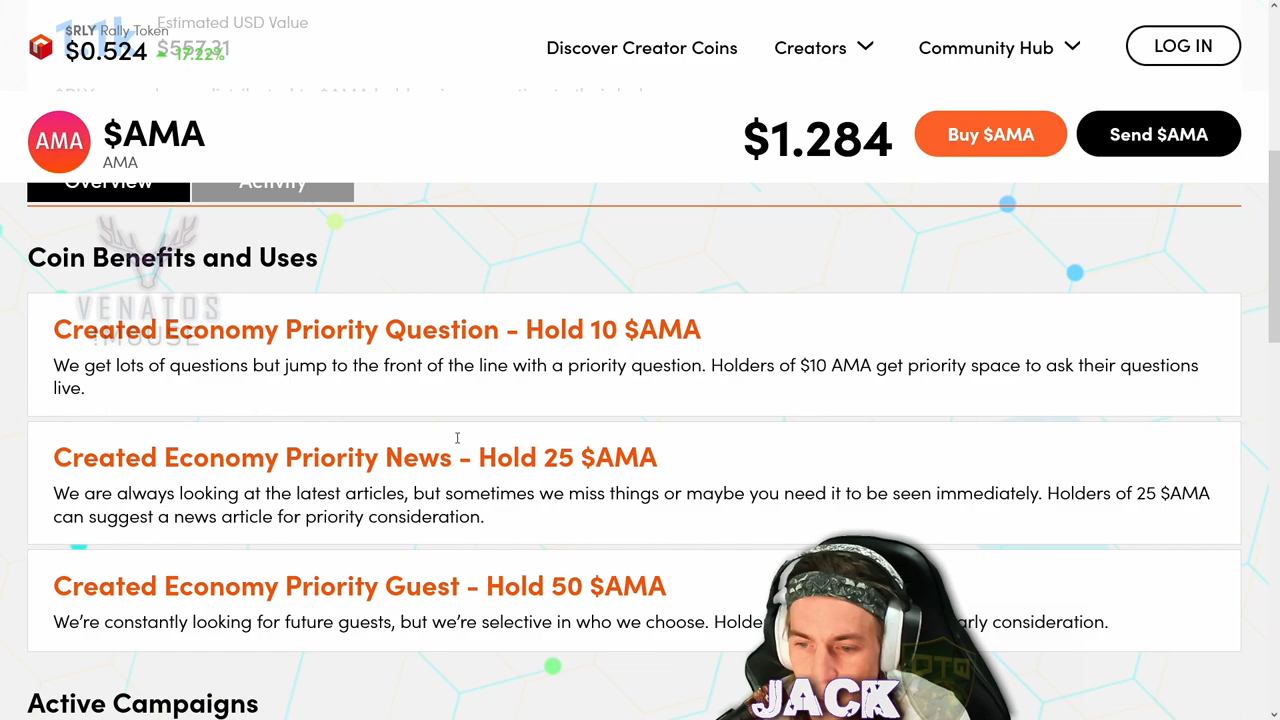 $RLY Rally Token
$0.524 17.22%
Estimated USD Value
$557.31
Discover Creator Coins
Creators
Community Hub
LOG IN
AMA
$AMA
AMA
$1.284
Buy $AMA
Send $AMA
Overview
Activity
Coin Benefits and Uses
VENATOS
MOUSE
Created Economy Priority Question - Hold 10 $AMA
We get lots of questions but jump to the front of the line with a priority question. Holders of $10 AMA get priority space to ask their questions
live.
Created Economy Priority News - Hold 25 $AMA
We are always looking at the latest articles, but sometimes we miss things or maybe you need it to be seen immediately. Holders of 25 $AMA
can suggest a news article for priority consideration.
Created Economy Priority Guest - Hold 50 $AMA
We're constantly looking for future guests, but we're selective in who we choose. consideration.
Active Campaigns
JACK